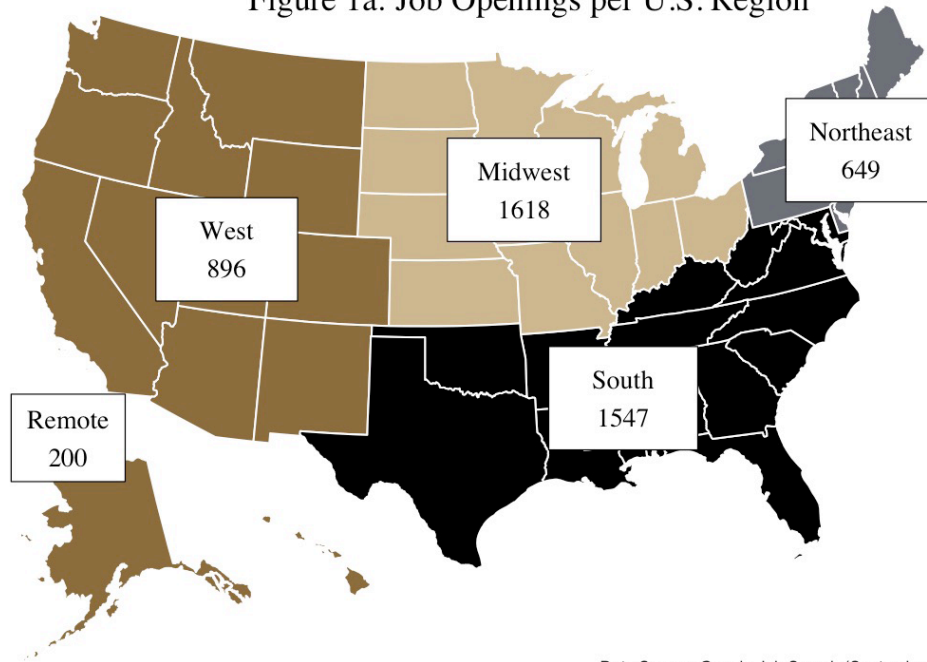 Figure 1a: Job Openings per U.S. Region
Northeast
649
Midwest
1618
West
896
South
1547
Remote
200